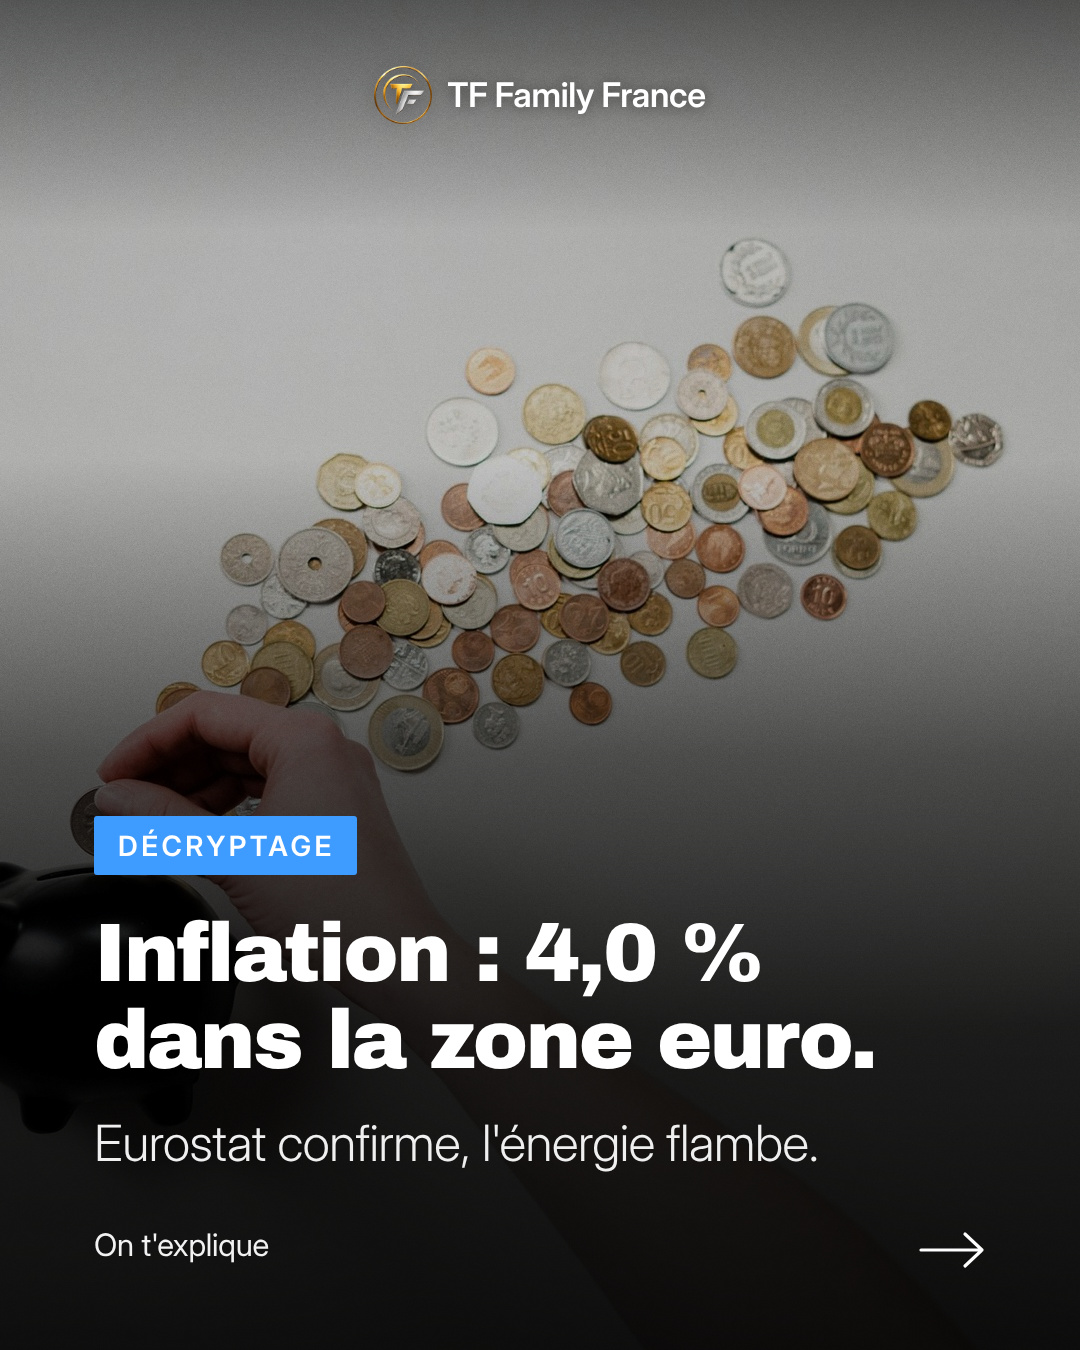 TF Family France
DÉCRYPTAGE
Inflation : 4,0 %
dans la zone euro.
Eurostat confirme, l'énergie flambe.
On t'explique